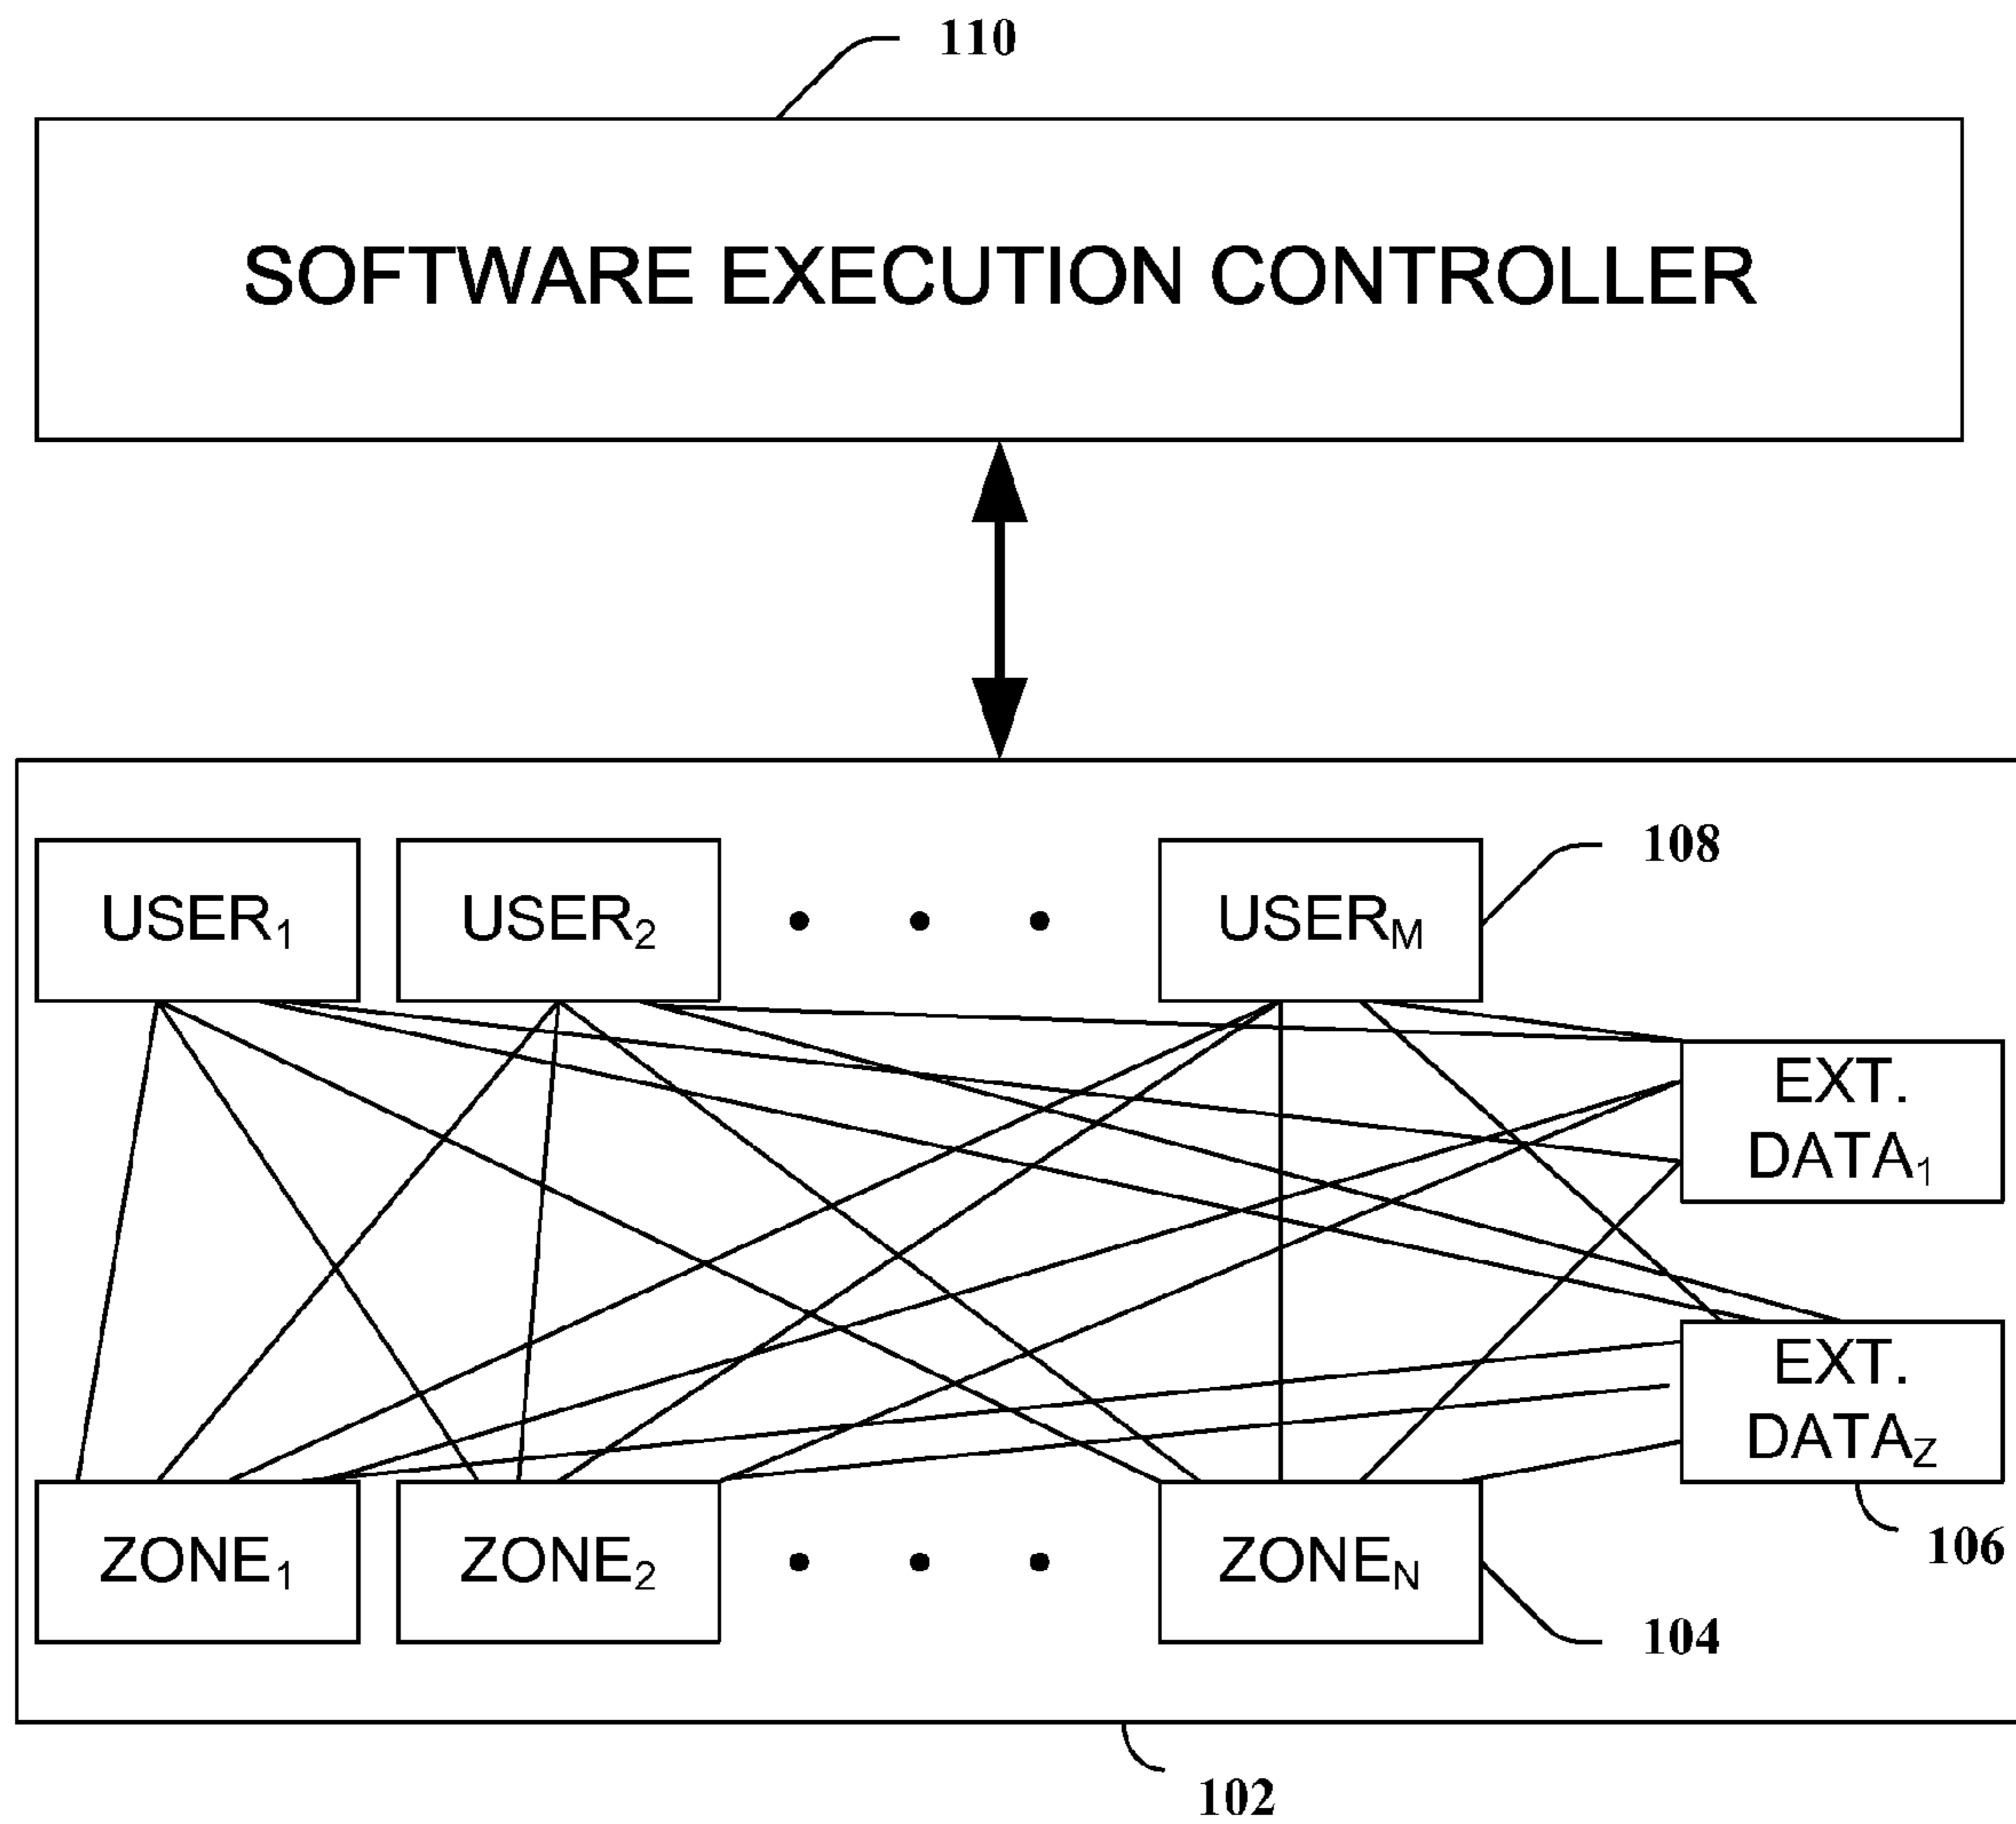 110
SOFTWARE EXECUTION CONTROLLER
108
USER₁ USER₂ • • • USERM
EXT.
DATA₁
EXT.
DATAZ
106
ZONE₁ ZONE₂ • • • ZONEN
104
102